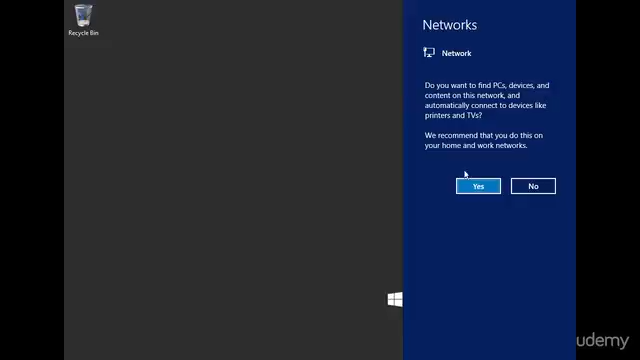 Recycle Bin
Networks
Network
Do you want to find PCs, devices, and
content on this network, and
automatically connect to devices like
printers and TVs?
We recommend that you do this on
your home and work networks.
Yes
No
udemy